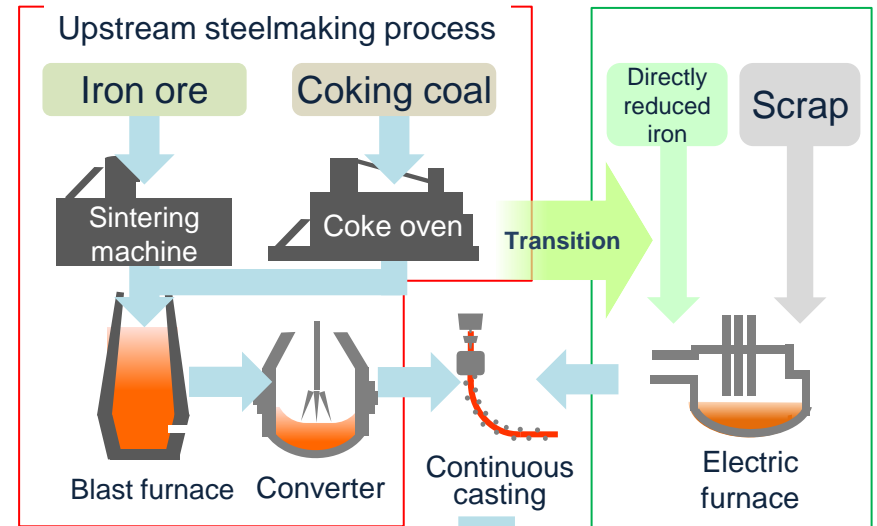 Upstream steelmaking process
Iron ore
Coking coal
Sintering
machine
Coke oven
Blast furnace
Converter
Transition
Continuous
casting
Directly
reduced
iron
Scrap
Electric
furnace